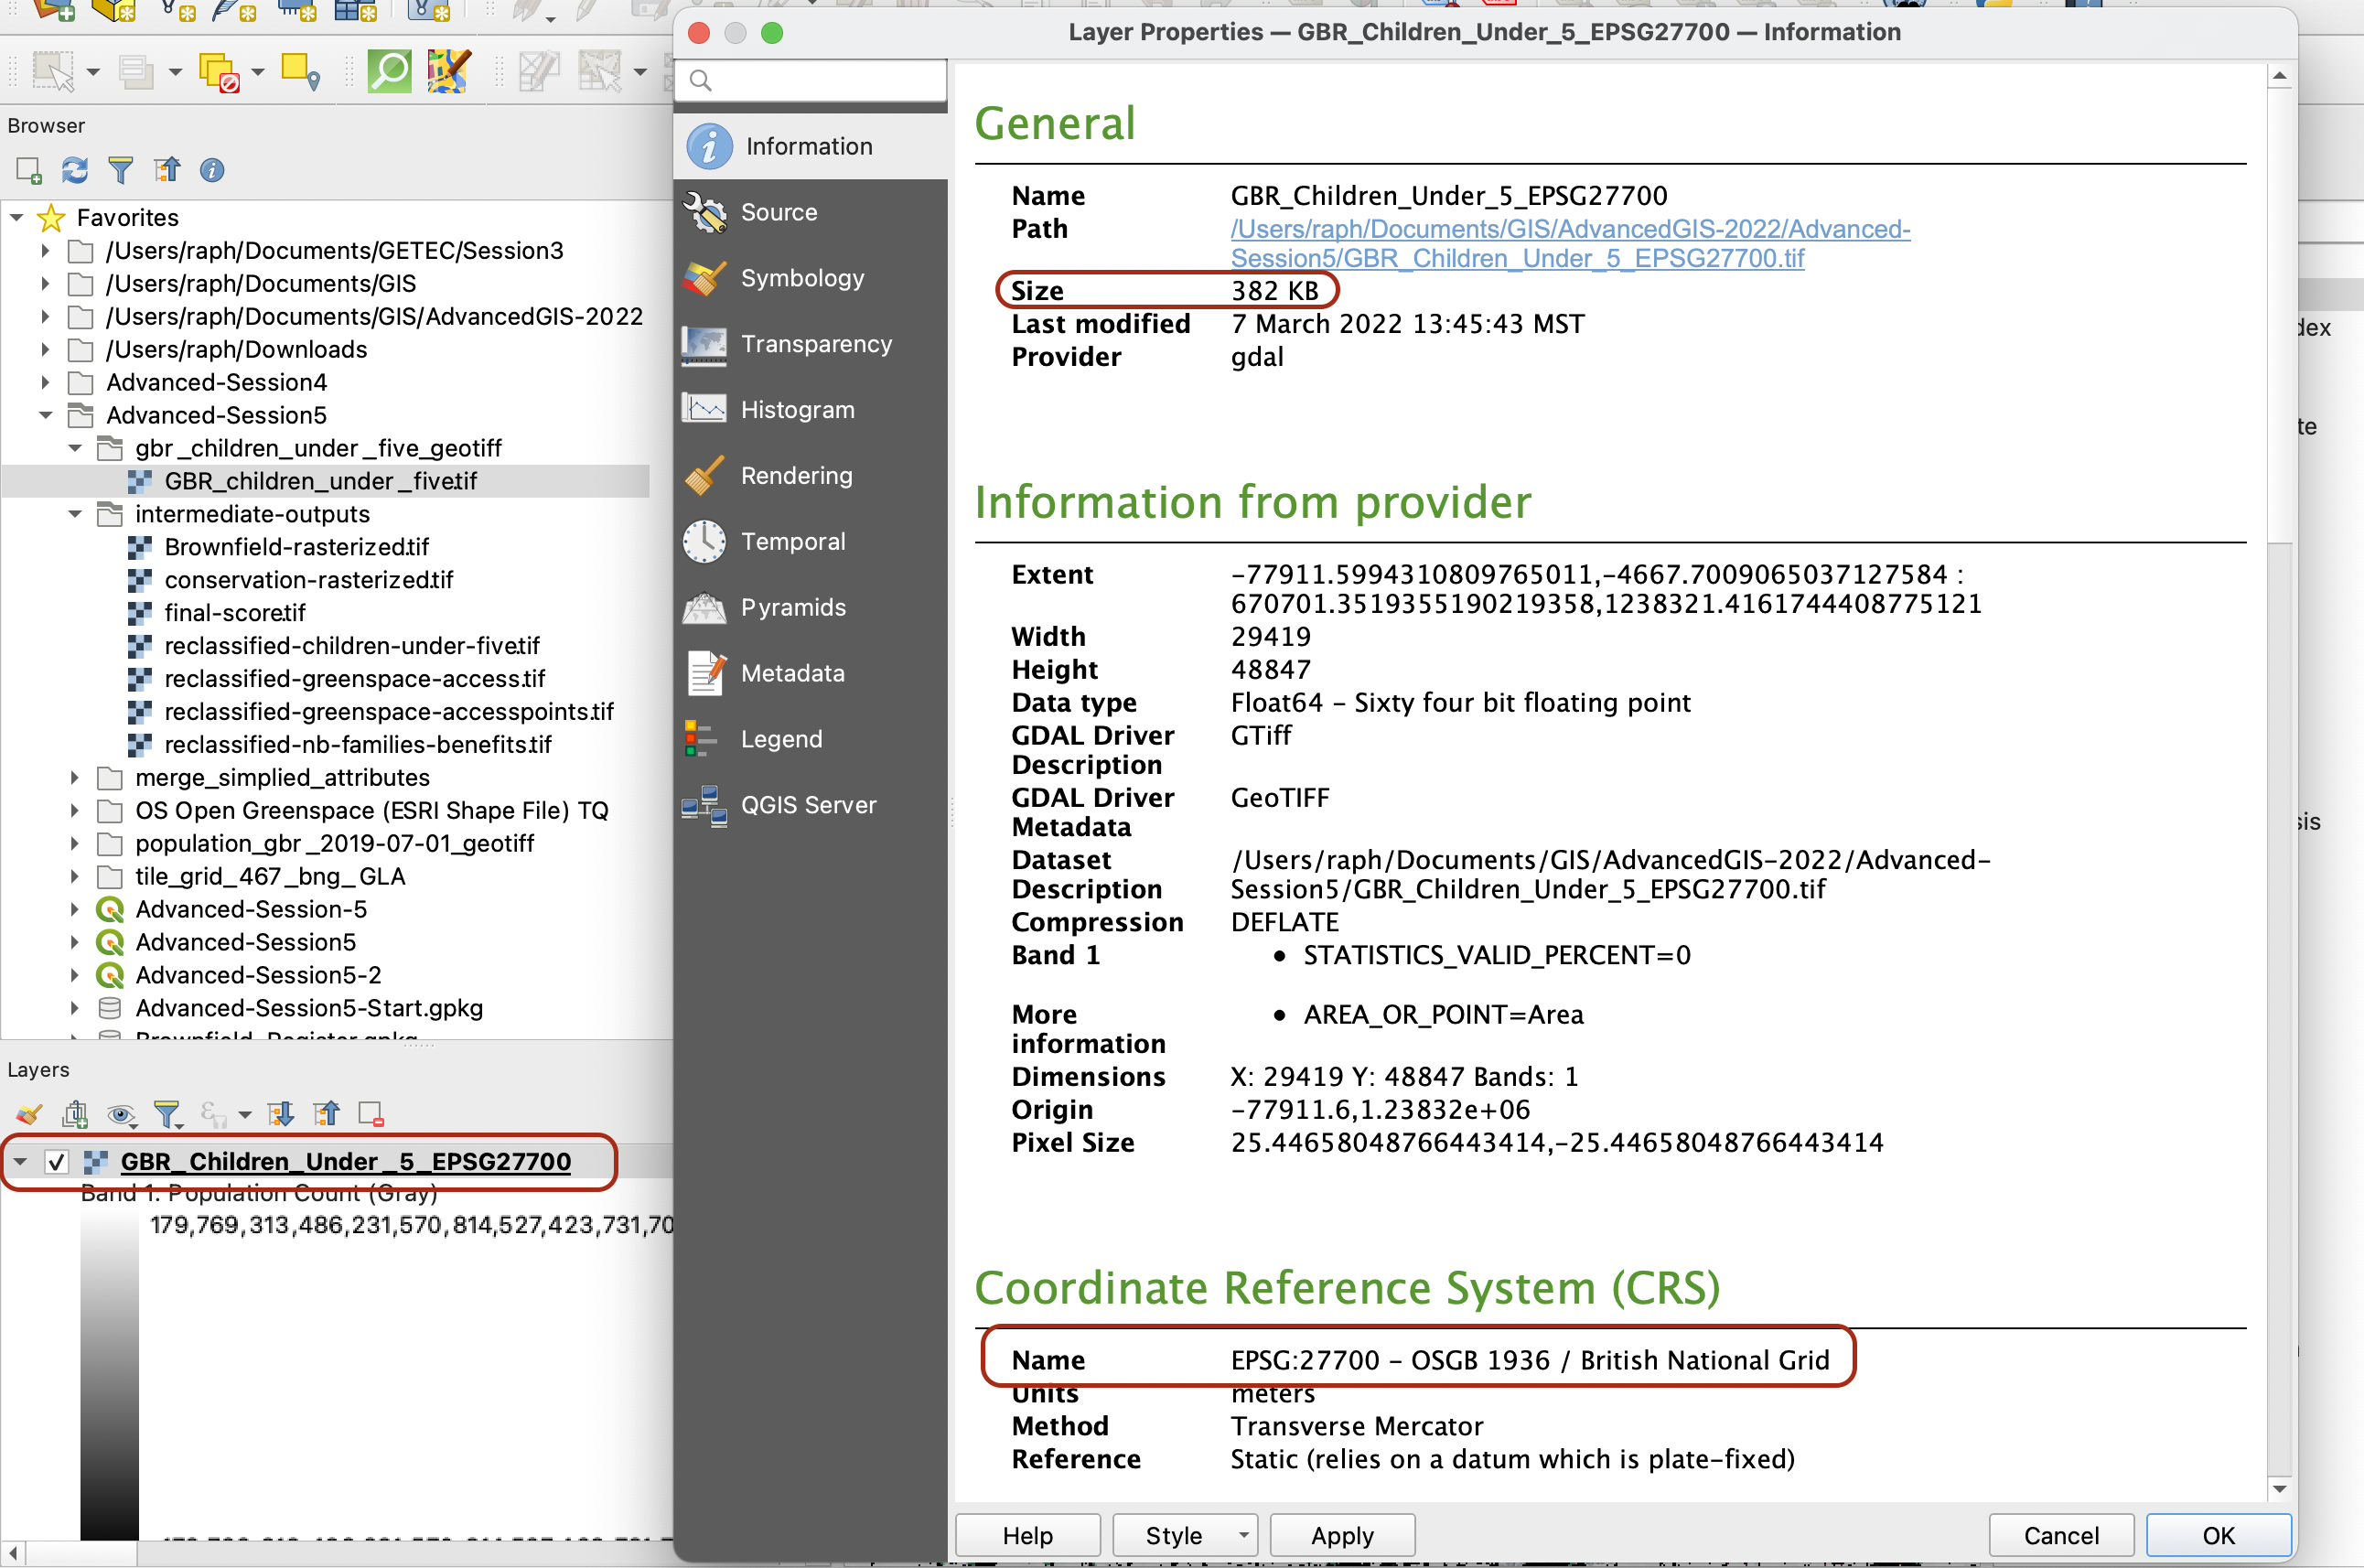 Layer Properties — GBR_Children_Under_5_EPSG27700 — Information
Browser
Favorites
/Users/raph/Documents/GETEC/Session3
/Users/raph/Documents/GIS
/Users/raph/Documents/GIS/AdvancedGIS-2022
/Users/raph/Downloads
Advanced-Session4
Advanced-Session5
gbr_children_under_five_geotiff
GBR_children_under_five.tif
intermediate-outputs
Brownfield-rasterized.tif
conservation-rasterized.tif
final-score.tif
reclassified-children-under-five.tif
reclassified-greenspace-access.tif
reclassified-greenspace-accesspoints.tif
reclassified-nb-families-benefits.tif
merge_simplied_attributes
OS Open Greenspace (ESRI Shape File) TQ
population_gbr_2019-07-01_geotiff
tile_grid_467_bng_GLA
Advanced-Session-5
Advanced-Session5
Advanced-Session5-2
Advanced-Session5-Start.gpkg
Brownfield_Register.gpkg
Layers
GBR_Children_Under_5_EPSG27700
Band 1: Population Count (Gray)
179,769,313,486,231,570,814,527,423,731,70
Information
Source
Symbology
Transparency
Histogram
Rendering
Temporal
Pyramids
Metadata
Legend
QGIS Server
General
Name GBR_Children_Under_5_EPSG27700
Path /Users/raph/Documents/GIS/AdvancedGIS-2022/Advanced-
Session5/GBR_Children_Under_5_EPSG27700.tif
Size 382 KB
Last modified 7 March 2022 13:45:43 MST
Provider gdal
Information from provider
Extent -77911.5994310809765011,-4667.7009065037127584 :
670701.3519355190219358,1238321.4161744408775121
Width 29419
Height 48847
Data type Float64 - Sixty four bit floating point
GDAL Driver GTiff
Description
GDAL Driver GeoTIFF
Metadata
Dataset /Users/raph/Documents/GIS/AdvancedGIS-2022/Advanced-
Description Session5/GBR_Children_Under_5_EPSG27700.tif
Compression DEFLATE
Band 1 • STATISTICS_VALID_PERCENT=0
More • AREA_OR_POINT=Area
information
Dimensions X: 29419 Y: 48847 Bands: 1
Origin -77911.6,1.23832e+06
Pixel Size 25.44658048766443414,-25.44658048766443414
Coordinate Reference System (CRS)
Name EPSG:27700 - OSGB 1936 / British National Grid
Units meters
Method Transverse Mercator
Reference Static (relies on a datum which is plate-fixed)
Help Style Apply Cancel OK